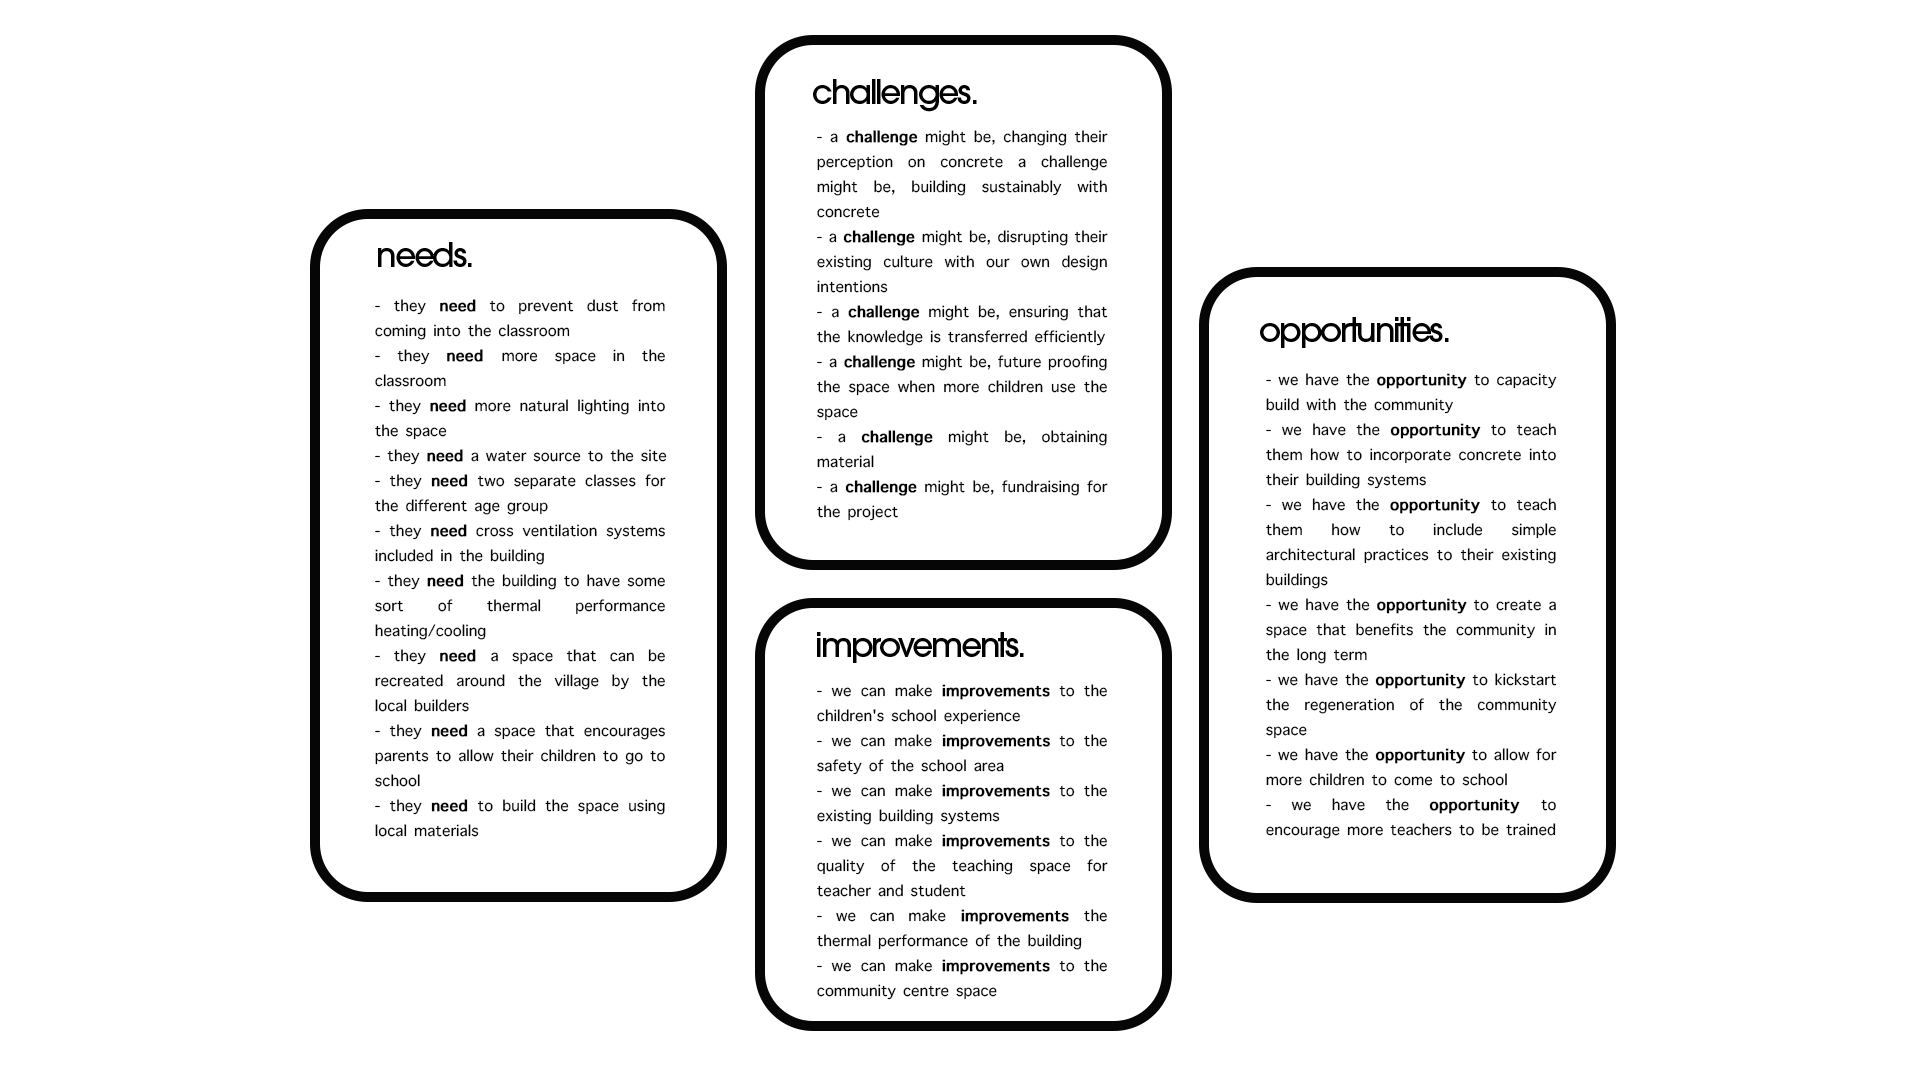 needs.
- they need to prevent dust from
coming into the classroom
- they need more space in the
classroom
- they need more natural lighting into
the space
- they need a water source to the site
- they need two separate classes for
the different age group
- they need cross ventilation systems
included in the building
- they need the building to have some
sort of thermal performance
heating/cooling
- they need a space that can be
recreated around the village by the
local builders
- they need a space that encourages
parents to allow their children to go to
school
- they need to build the space using
local materials
challenges.
- a challenge might be, changing their
perception on concrete a challenge
might be, building sustainably with
concrete
- a challenge might be, disrupting their
existing culture with our own design
intentions
- a challenge might be, ensuring that
the knowledge is transferred efficiently
- a challenge might be, future proofing
the space when more children use the
space
- a challenge might be, obtaining
material
- a challenge might be, fundraising for
the project
improvements.
- we can make improvements to the
children's school experience
- we can make improvements to the
safety of the school area
- we can make improvements to the
existing building systems
- we can make improvements to the
quality of the teaching space for
teacher and student
- we can make improvements the
thermal performance of the building
- we can make improvements to the
community centre space
opportunities.
- we have the opportunity to capacity
build with the community
- we have the opportunity to teach
them how to incorporate concrete into
their building systems
- we have the opportunity to teach
them how to include simple
architectural practices to their existing
buildings
- we have the opportunity to create a
space that benefits the community in
the long term
- we have the opportunity to kickstart
the regeneration of the community
space
- we have the opportunity to allow for
more children to come to school
- we have the opportunity to
encourage more teachers to be trained